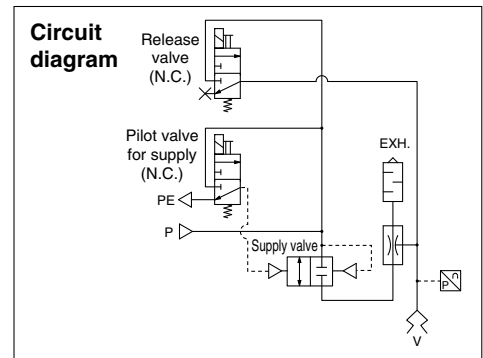 Circuit
diagram
Release
valve
(N.C.)
Pilot valve
for supply
(N.C.)
EXH.
PE
P
Supply valve
P
V